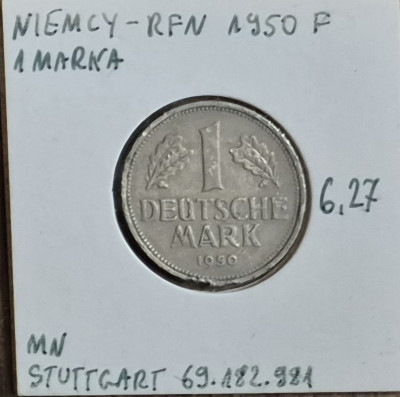 NIEMCY-RFN 1950 F
1 MARKA
1
DEUTSCHE
MARK
1950
6,27
MN
STUTTGART 69.182.981